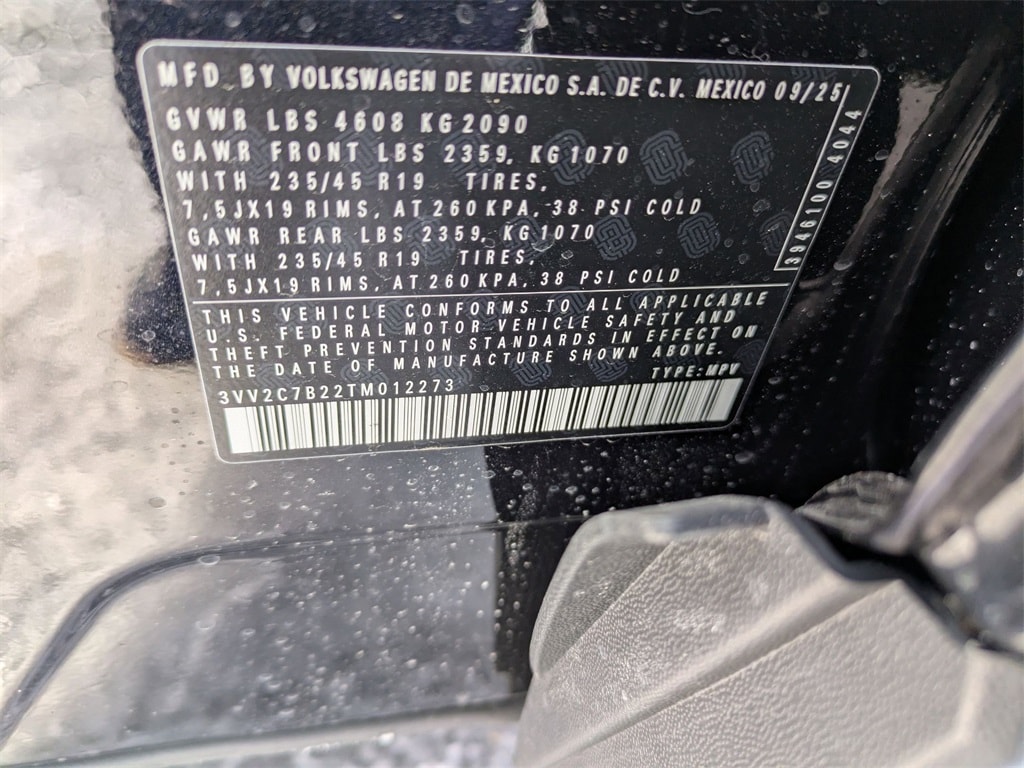 MFD BY VOLKSWAGEN DE MEXICO S.A. DE C.V. MEXICO 09/25
GVWR LBS 4608 KG 2090
GAWR FRONT LBS 2359, KG 1070
WITH 235/45 R19 TIRES,
7,5JX19 RIMS, AT 260 KPA, 38 PSI COLD
GAWR REAR LBS 2359, KG 1070
WITH 235/45 R19 TIRES,
7,5JX19 RIMS, AT 260 KPA, 38 PSI COLD
3946100 4044
THIS VEHICLE CONFORMS TO ALL APPLICABLE
U.S. FEDERAL MOTOR VEHICLE SAFETY AND
THEFT PREVENTION STANDARDS IN EFFECT ON
THE DATE OF MANUFACTURE SHOWN ABOVE.
TYPE:MPV
3VV2C7B22TM012273